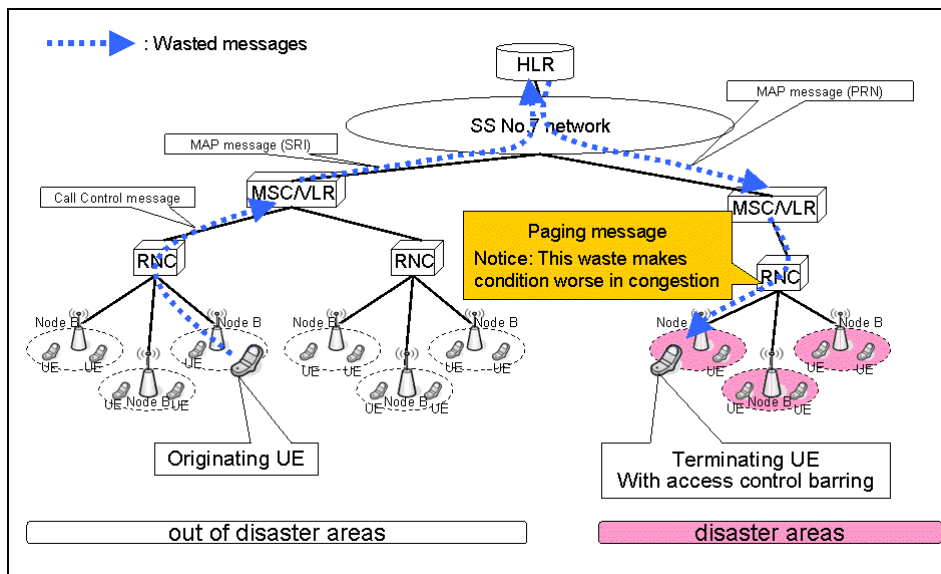 : Wasted messages
HLR
MAP message (PRN)
SS No.7 network
MAP message (SRI)
MSC/VLR
Call Control message
MSC/VLR
Paging message
Notice: This waste makes
condition worse in congestion
RNC
RNC
RNC
Node B
Node B
Node B
Node B
Node B
Node B
UE
UE
UE
UE
UE
UE
UE
UE
UE
UE
UE
UE
Node B
UE
UE
Node B
UE
UE
Node B
UE
Originating UE
Terminating UE
With access control barring
out of disaster areas
disaster areas